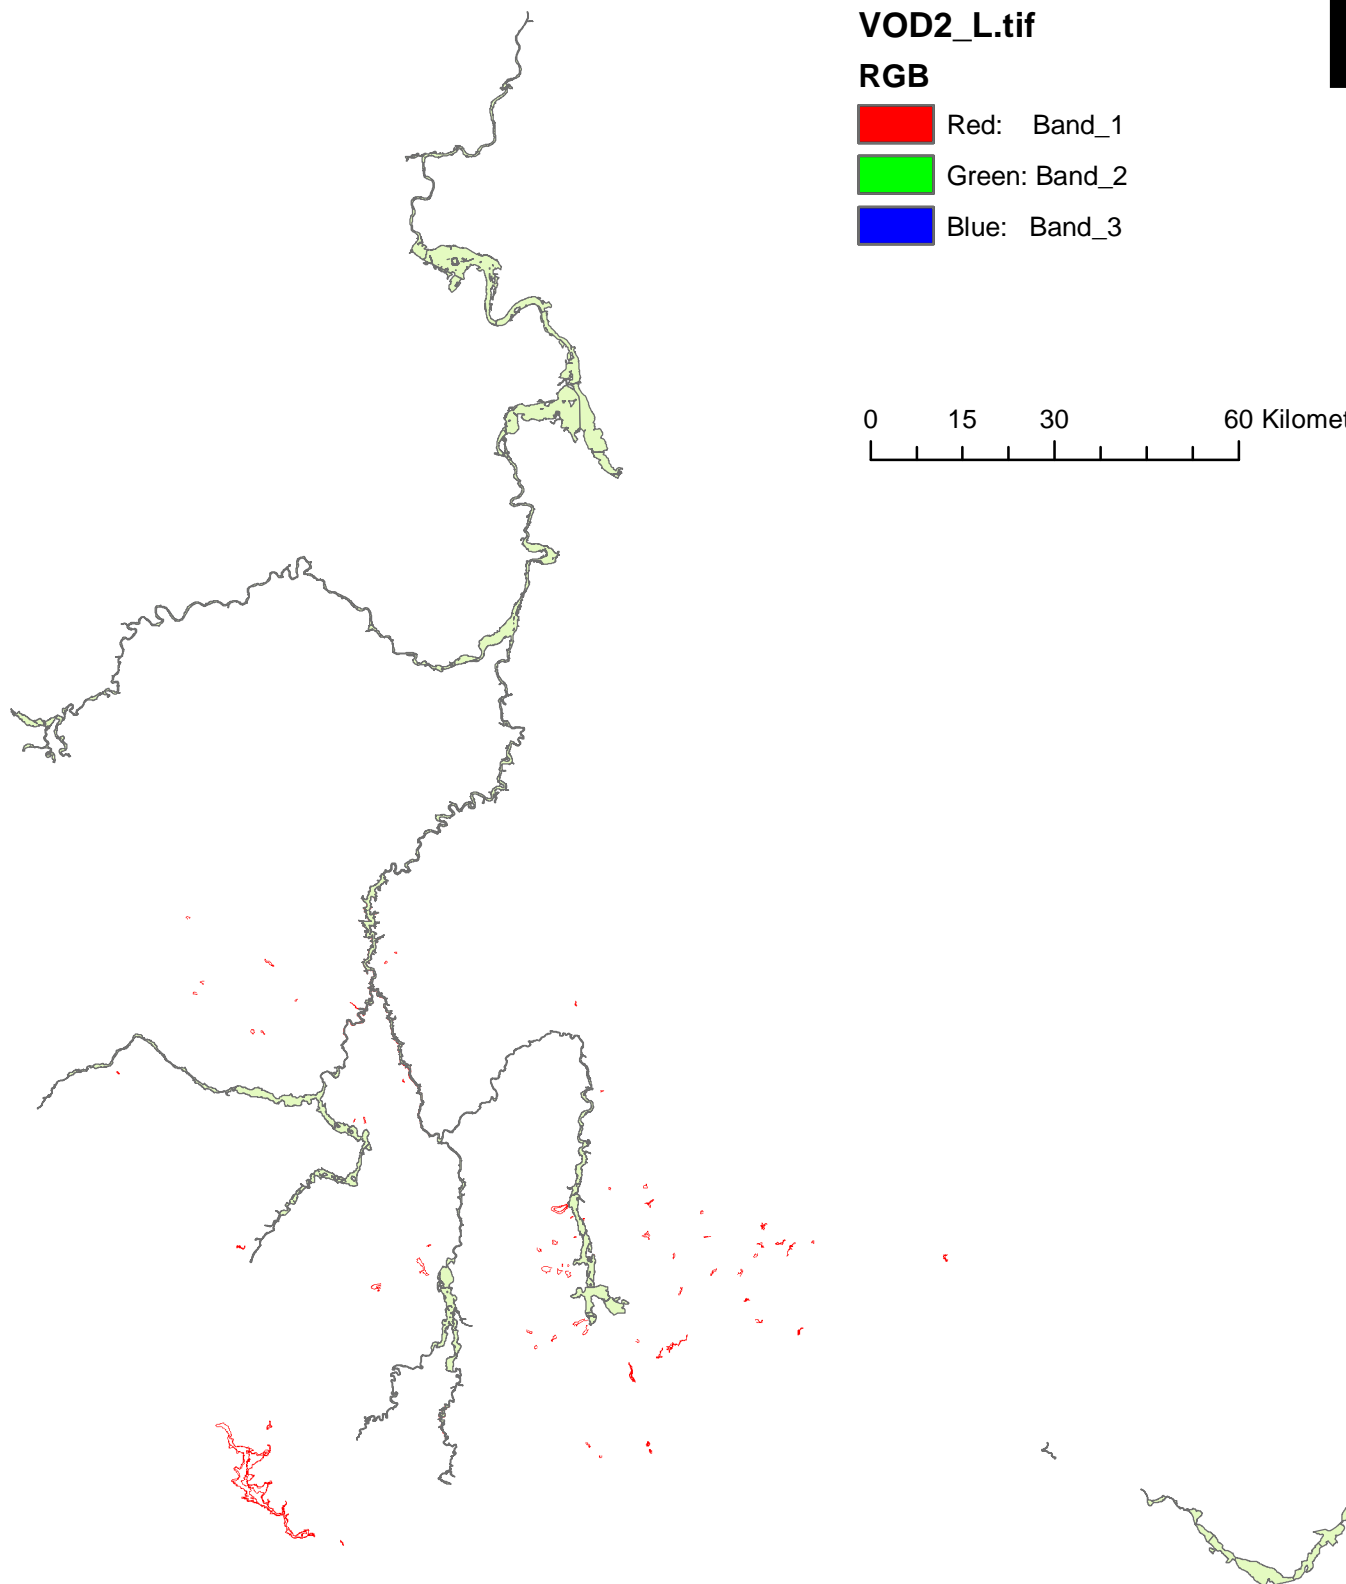 VOD2_L.tif
RGB
Red: Band_1
Green: Band_2
Blue: Band_3
0 15 30 60 Kilomet